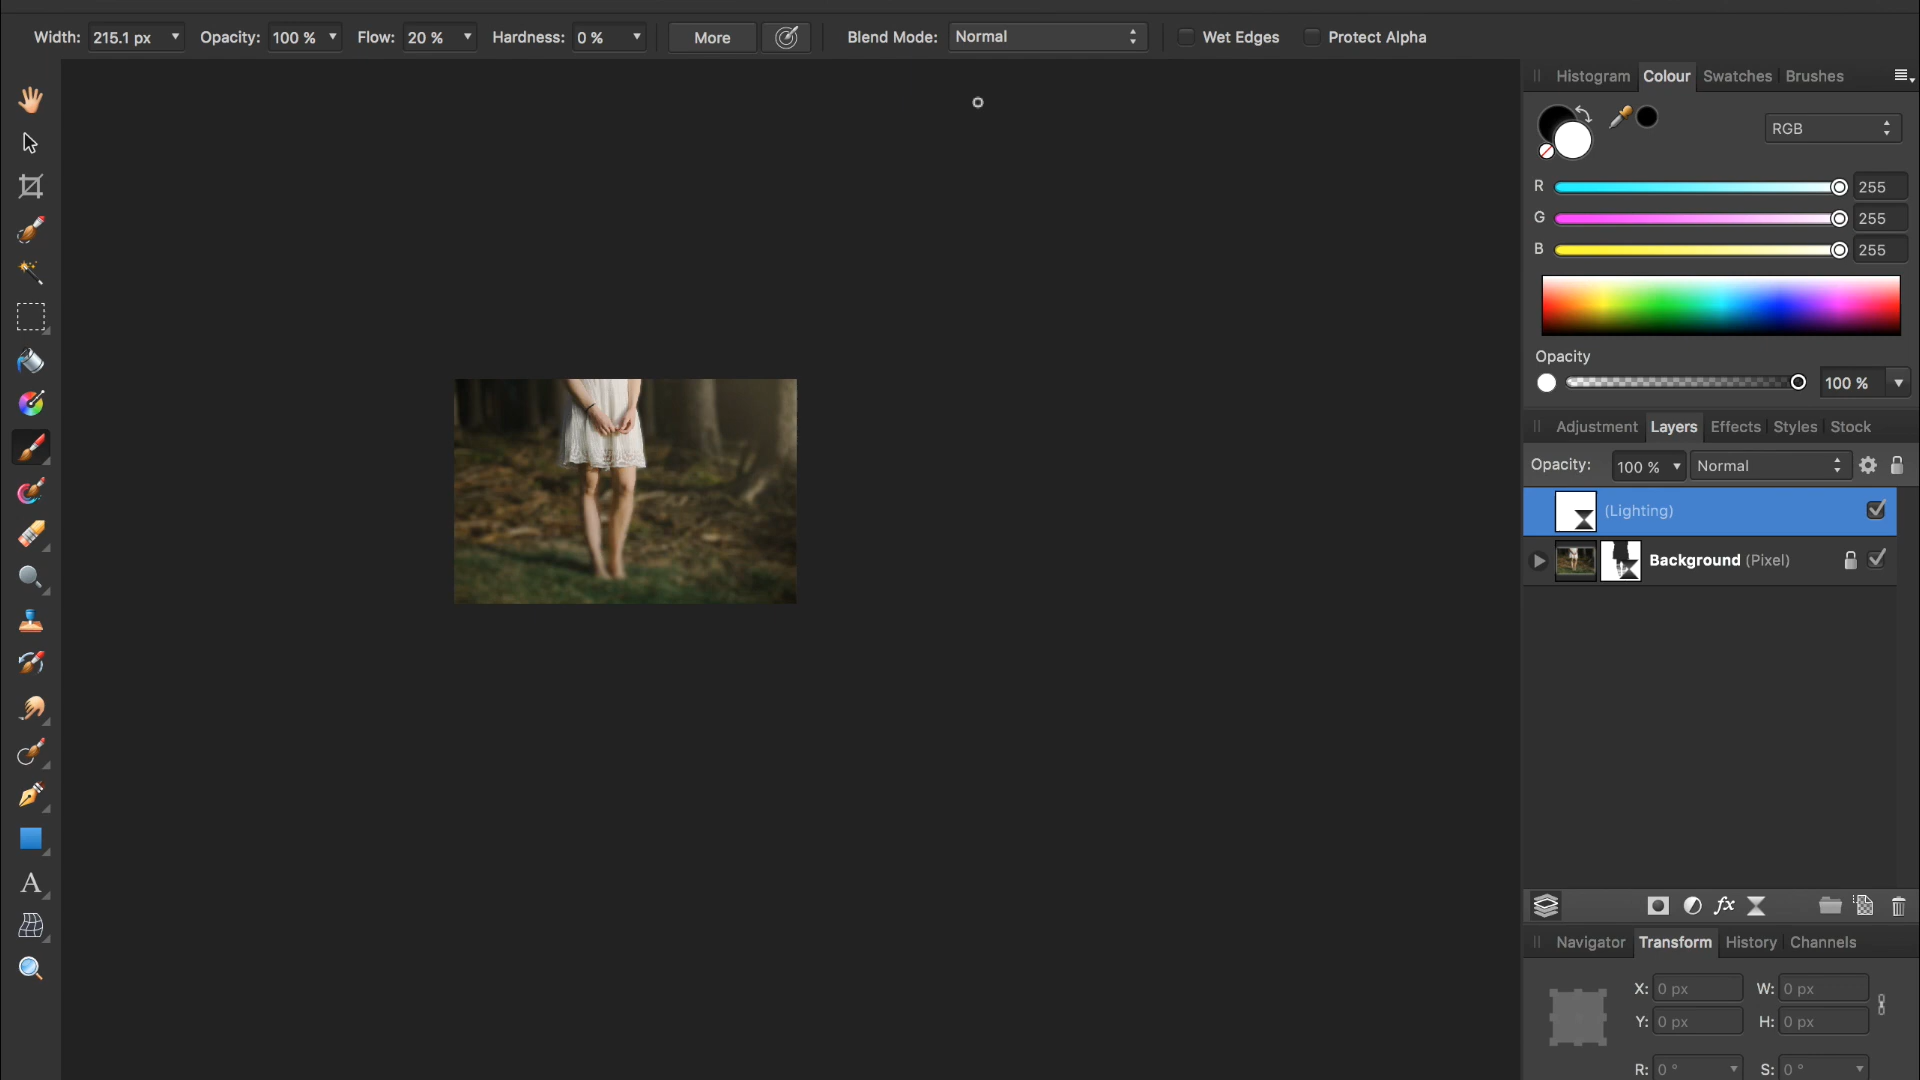 Width: 215.1 px Opacity: 100 % Flow: 20 % Hardness: 0 % More Blend Mode: Normal Wet Edges Protect Alpha
Histogram Colour Swatches Brushes
RGB
R 255
G 255
B 255
Opacity
100 %
Adjustment Layers Effects Styles Stock
Opacity: 100 % Normal
(Lighting)
Background (Pixel)
fx
Navigator Transform History Channels
X: 0 px W: 0 px
Y: 0 px H: 0 px
R: 0 ° S: 0 °
A